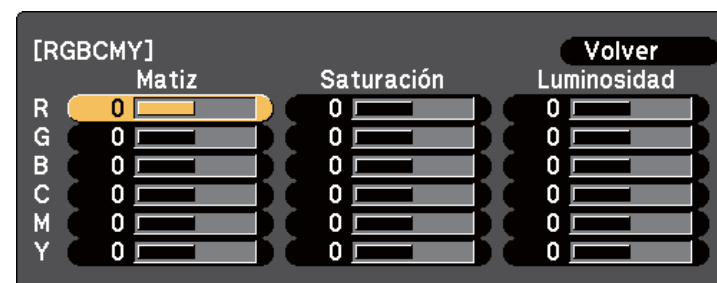 [RGBCMY] Volver
Matiz Saturación Luminosidad
R 0 0 0
G 0 0 0
B 0 0 0
C 0 0 0
M 0 0 0
Y 0 0 0